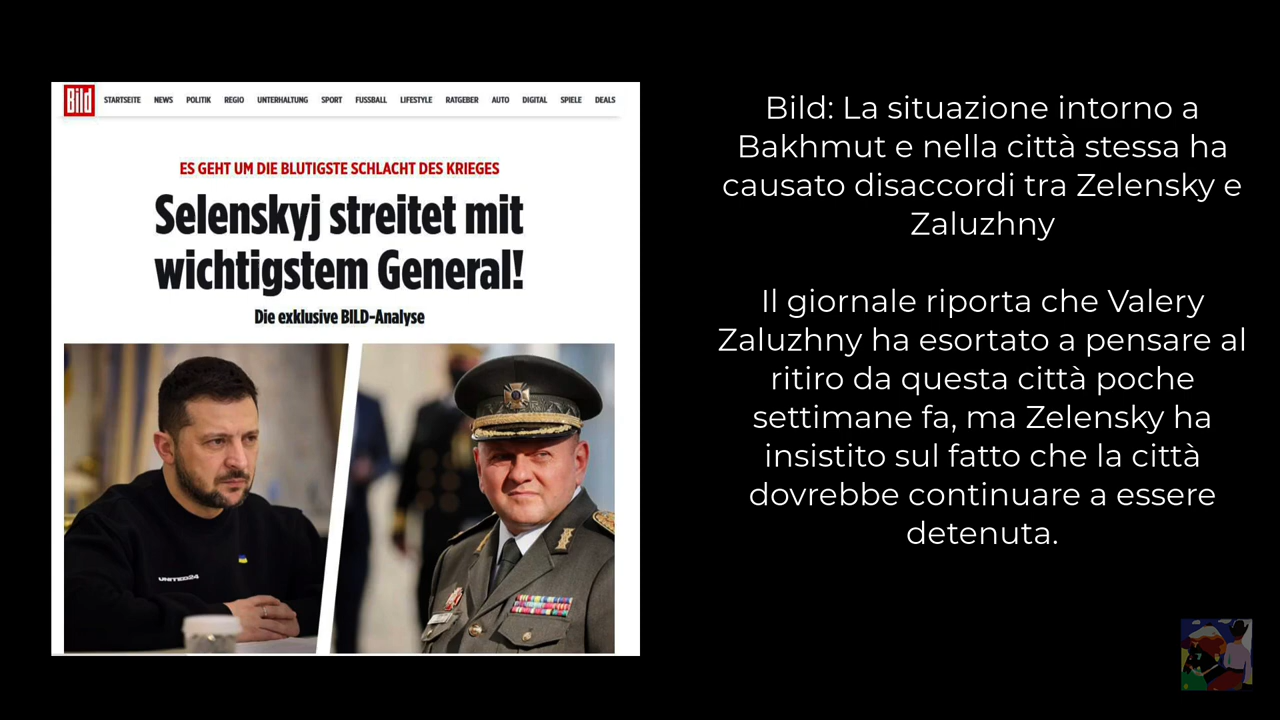 Bild
STARTSEITE NEWS POLITIK REGIO UNTERHALTUNG SPORT FUSSBALL LIFESTYLE RATGEBER AUTO DIGITAL SPIELE DEALS
ES GEHT UM DIE BLUTIGSTE SCHLACHT DES KRIEGES
Selenskyj streitet mit
wichtigstem General!
Die exklusive BILD-Analyse
UNITED24
Bild: La situazione intorno a
Bakhmut e nella città stessa ha
causato disaccordi tra Zelensky e
Zaluzhny
Il giornale riporta che Valery
Zaluzhny ha esortato a pensare al
ritiro da questa città poche
settimane fa, ma Zelensky ha
insistito sul fatto che la città
dovrebbe continuare a essere
detenuta.